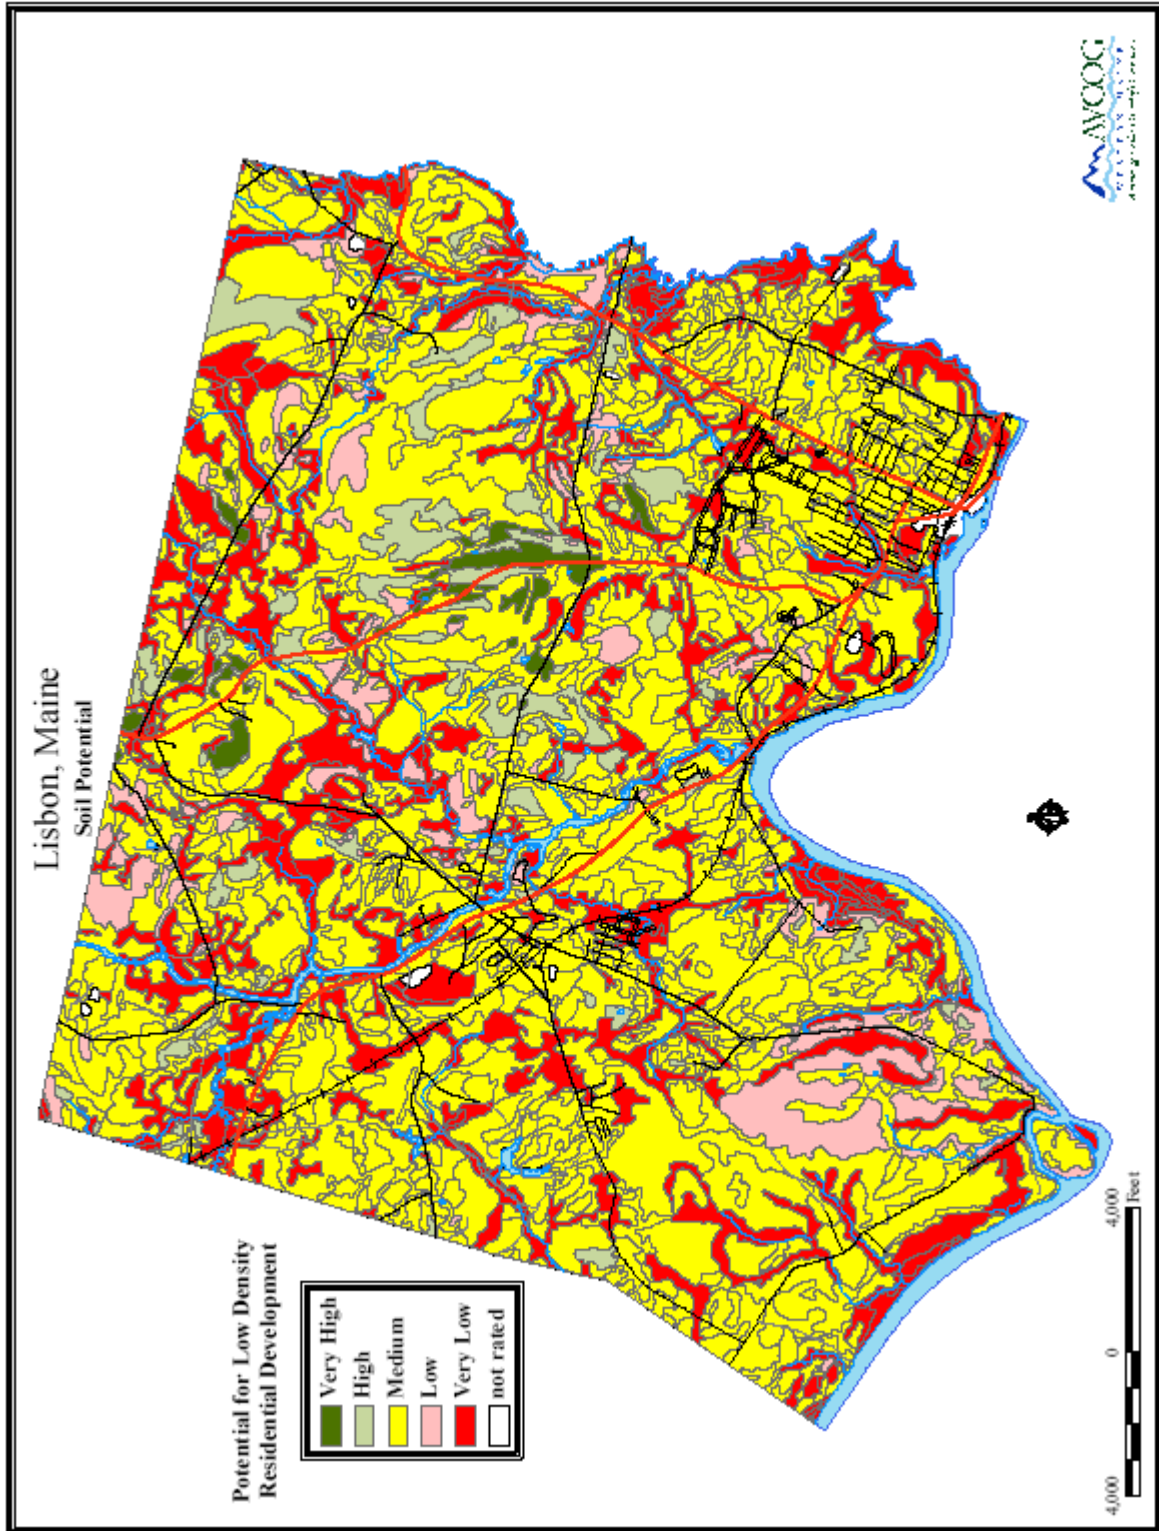 Lisbon, Maine
Soil Potential
Potential for Low Density
Residential Development
Very High
High
Medium
Low
Very Low
not rated
4,000
0
4,000
Feet